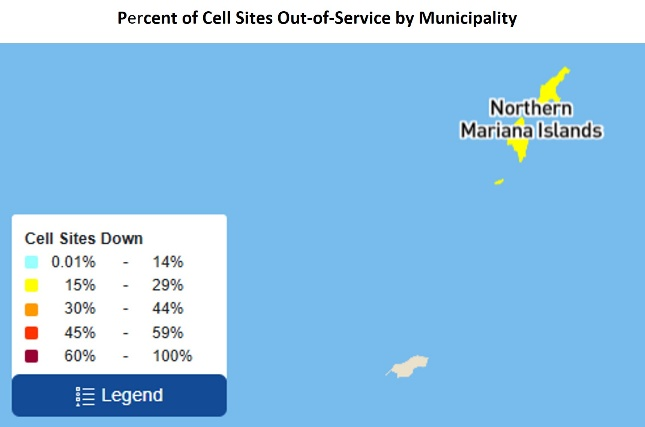 Percent of Cell Sites Out-of-Service by Municipality
Northern
Mariana Islands
Cell Sites Down
0.01% - 14%
15% - 29%
30% - 44%
45% - 59%
60% - 100%
Legend